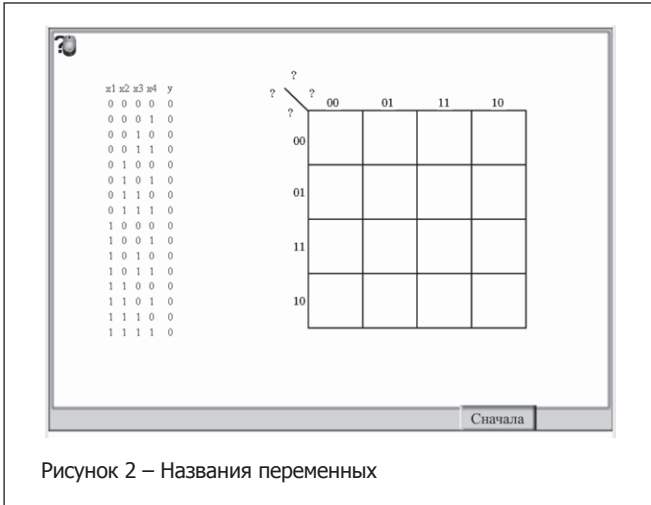 ?
x1 x2 x3 x4 y
0 0 0 0 0
0 0 0 1 0
0 0 1 0 0
0 0 1 1 0
0 1 0 0 0
0 1 0 1 0
0 1 1 0 0
0 1 1 1 0
1 0 0 0 0
1 0 0 1 0
1 0 1 0 0
1 0 1 1 0
1 1 0 0 0
1 1 0 1 0
1 1 1 0 0
1 1 1 1 0
?
? ?
?
00 01 11 10
00
01
11
10
Сначала
Рисунок 2 – Названия переменных